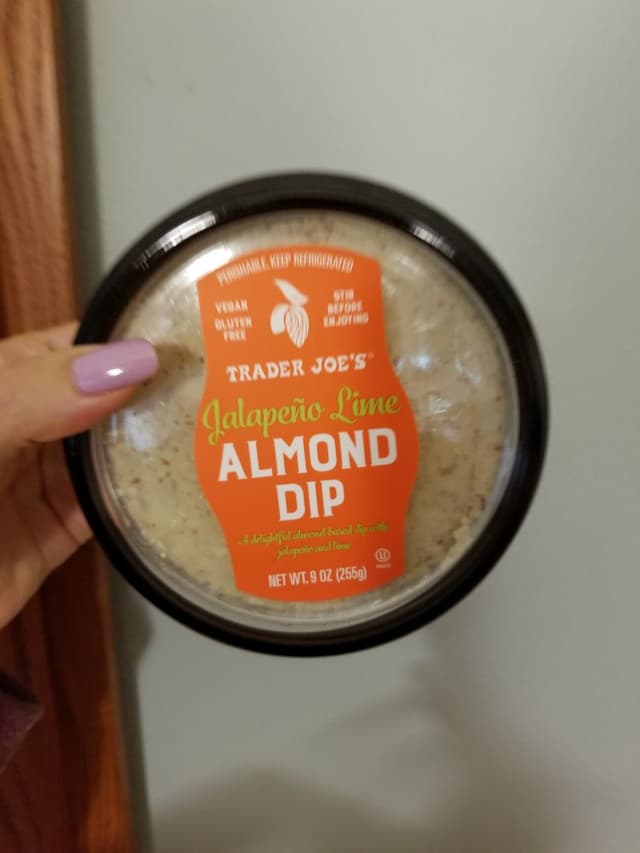 PERISHABLE. KEEP REFRIGERATED
VEGAN
GLUTEN
FREE
STIR
BEFORE
ENJOYING
TRADER JOE'S®
Jalapeño Lime
ALMOND
DIP
A delightful almond based dip with
jalapeño and lime
NET WT. 9 OZ (255g)
U